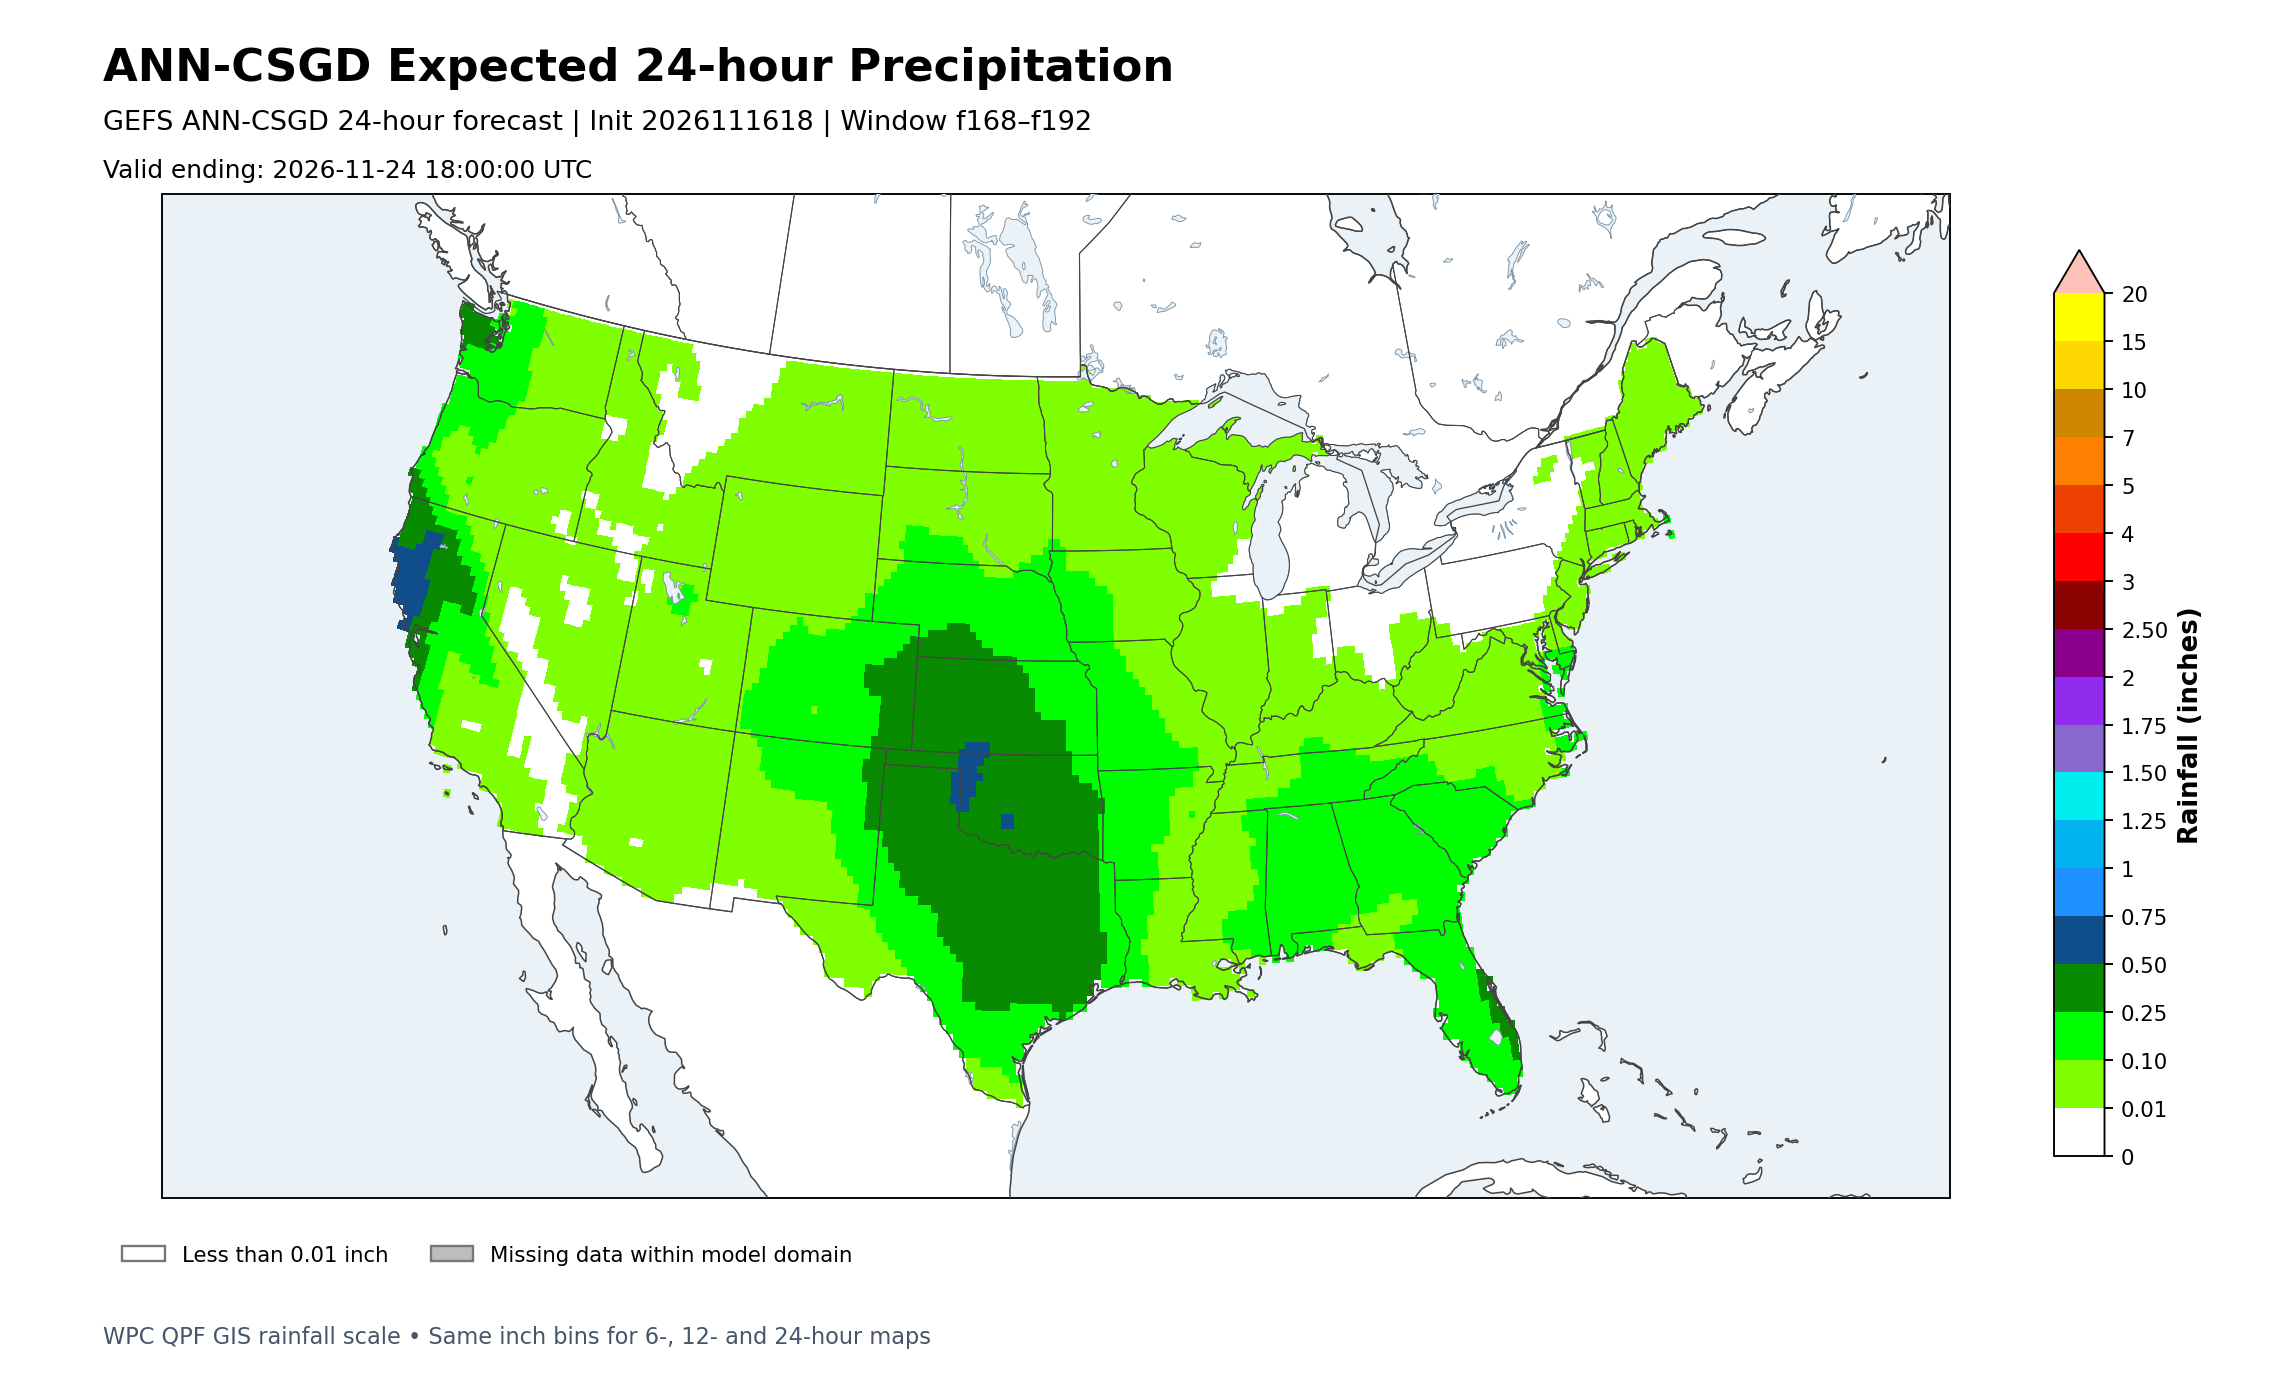 ANN-CSGD Expected 24-hour Precipitation
GEFS ANN-CSGD 24-hour forecast | Init 2026111618 | Window f168–f192
Valid ending: 2026-11-24 18:00:00 UTC
20
15
10
7
5
4
3
2.50
2
1.75
1.50
1.25
1
0.75
0.50
0.25
0.10
0.01
0
Rainfall (inches)
Less than 0.01 inch
Missing data within model domain
WPC QPF GIS rainfall scale • Same inch bins for 6-, 12- and 24-hour maps